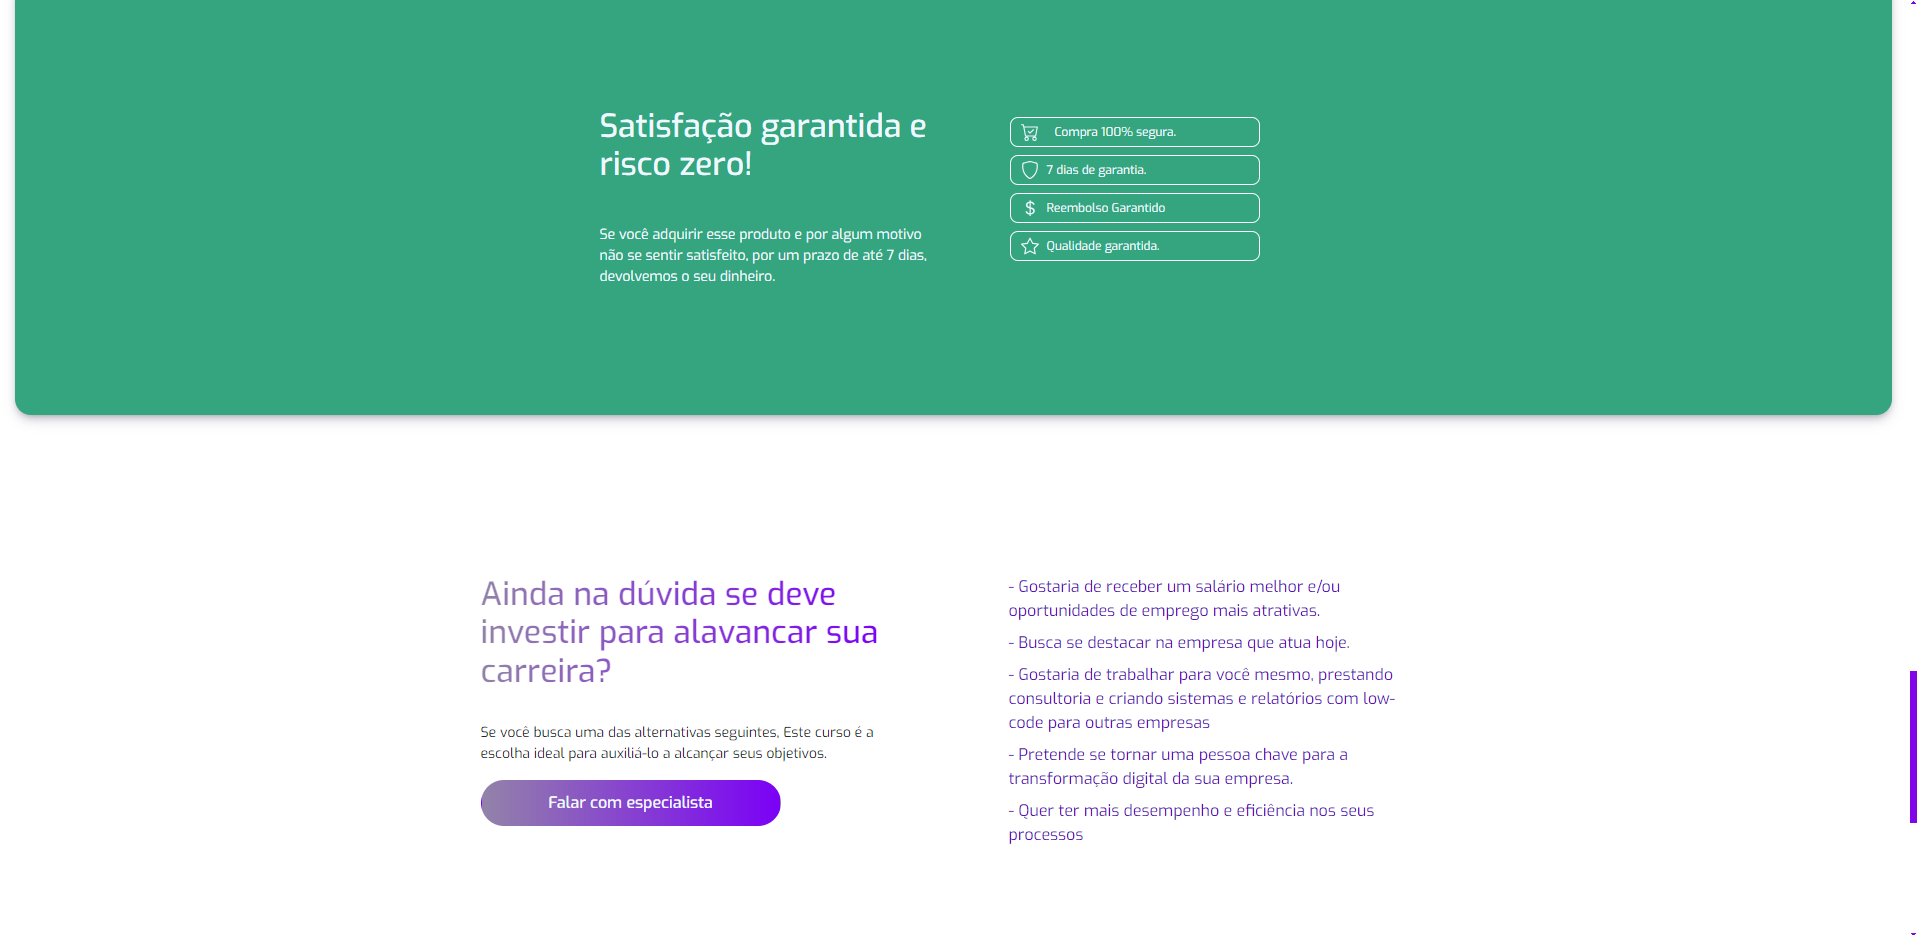 Satisfação garantida e
risco zero!
Se você adquirir esse produto e por algum motivo
não se sentir satisfeito, por um prazo de até 7 dias,
devolvemos o seu dinheiro.
Compra 100% segura.
7 dias de garantia.
Reembolso Garantido
Qualidade garantida.
Ainda na dúvida se deve
investir para alavancar sua
carreira?
Se você busca uma das alternativas seguintes, Este curso é a
escolha ideal para auxiliá-lo a alcançar seus objetivos.
Falar com especialista
- Gostaria de receber um salário melhor e/ou
oportunidades de emprego mais atrativas.
- Busca se destacar na empresa que atua hoje.
- Gostaria de trabalhar para você mesmo, prestando
consultoria e criando sistemas e relatórios com low-
code para outras empresas
- Pretende se tornar uma pessoa chave para a
transformação digital da sua empresa.
- Quer ter mais desempenho e eficiência nos seus
processos